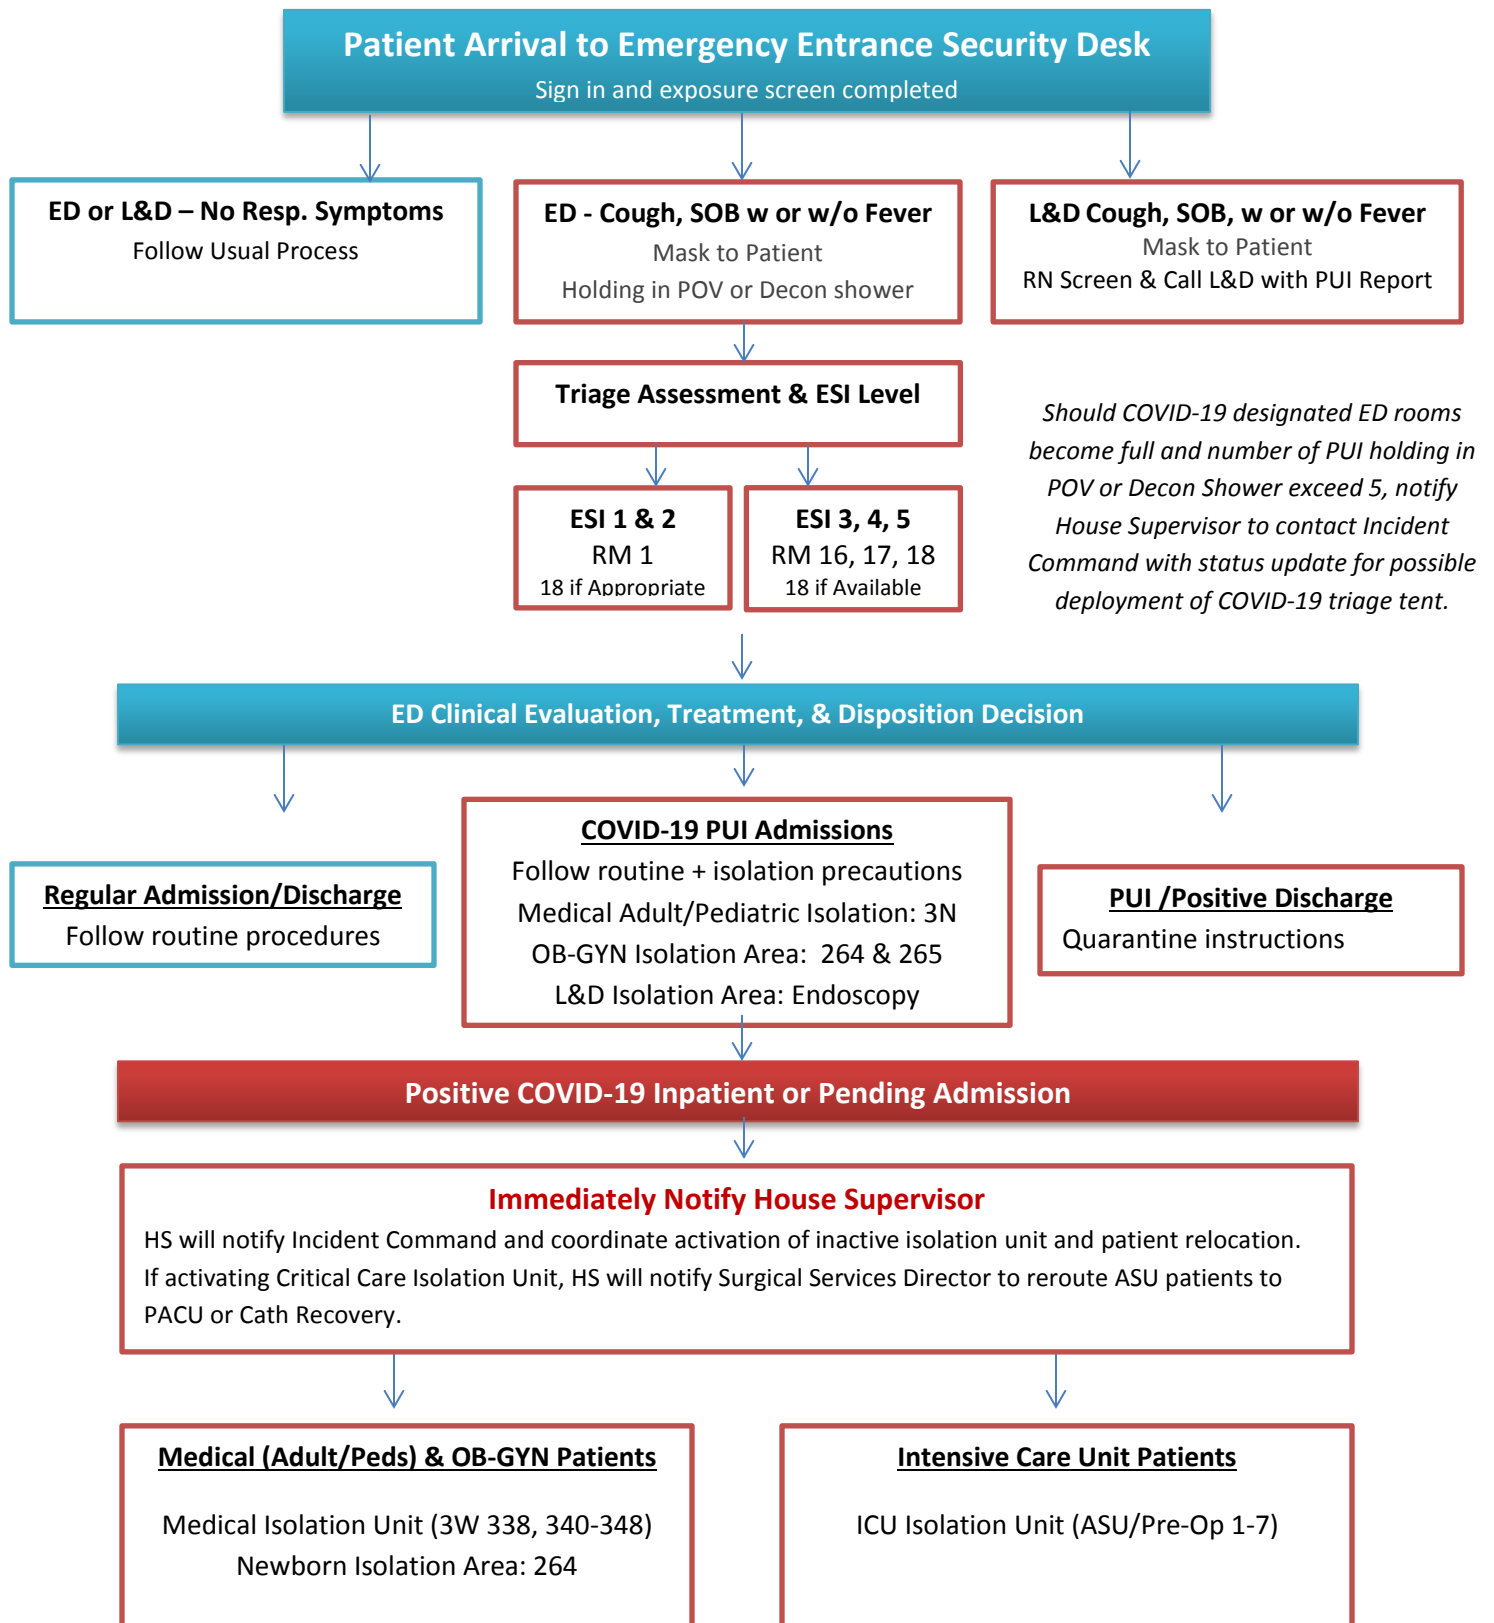 Patient Arrival to Emergency Entrance Security Desk
Sign in and exposure screen completed
ED or L&D – No Resp. Symptoms
Follow Usual Process
ED - Cough, SOB w or w/o Fever
Mask to Patient
Holding in POV or Decon shower
L&D Cough, SOB, w or w/o Fever
Mask to Patient
RN Screen & Call L&D with PUI Report
Triage Assessment & ESI Level
Should COVID-19 designated ED rooms
become full and number of PUI holding in
POV or Decon Shower exceed 5, notify
House Supervisor to contact Incident
Command with status update for possible
deployment of COVID-19 triage tent.
ESI 1 & 2
RM 1
18 if Appropriate
ESI 3, 4, 5
RM 16, 17, 18
18 if Available
ED Clinical Evaluation, Treatment, & Disposition Decision
Regular Admission/Discharge
Follow routine procedures
COVID-19 PUI Admissions
Follow routine + isolation precautions
Medical Adult/Pediatric Isolation: 3N
OB-GYN Isolation Area: 264 & 265
L&D Isolation Area: Endoscopy
PUI /Positive Discharge
Quarantine instructions
Positive COVID-19 Inpatient or Pending Admission
Immediately Notify House Supervisor
HS will notify Incident Command and coordinate activation of inactive isolation unit and patient relocation.
If activating Critical Care Isolation Unit, HS will notify Surgical Services Director to reroute ASU patients to
PACU or Cath Recovery.
Medical (Adult/Peds) & OB-GYN Patients
Medical Isolation Unit (3W 338, 340-348)
Newborn Isolation Area: 264
Intensive Care Unit Patients
ICU Isolation Unit (ASU/Pre-Op 1-7)